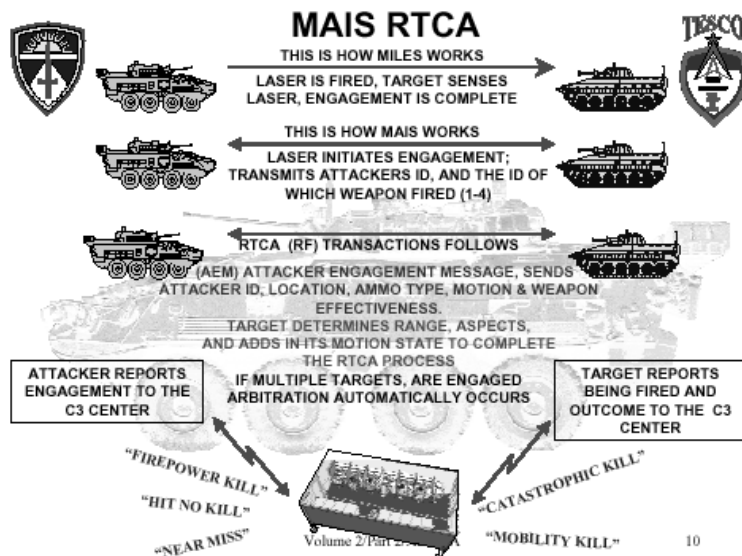 MAIS RTCA
TESCO
THIS IS HOW MILES WORKS
LASER IS FIRED, TARGET SENSES
LASER, ENGAGEMENT IS COMPLETE
THIS IS HOW MAIS WORKS
LASER INITIATES ENGAGEMENT;
TRANSMITS ATTACKERS ID, AND THE ID OF
WHICH WEAPON FIRED (1-4)
RTCA (RF) TRANSACTIONS FOLLOWS
(AEM) ATTACKER ENGAGEMENT MESSAGE, SENDS
ATTACKER ID, LOCATION, AMMO TYPE, MOTION & WEAPON
EFFECTIVENESS.
TARGET DETERMINES RANGE, ASPECTS,
AND ADDS IN ITS MOTION STATE TO COMPLETE
THE RTCA PROCESS
IF MULTIPLE TARGETS, ARE ENGAGED
ARBITRATION AUTOMATICALLY OCCURS
ATTACKER REPORTS
ENGAGEMENT TO THE
C3 CENTER
TARGET REPORTS
BEING FIRED AND
OUTCOME TO THE C3
CENTER
"FIREPOWER KILL"
"HIT NO KILL"
"NEAR MISS"
"CATASTROPHIC KILL"
"MOBILITY KILL"
Volume 2/Part 2
10